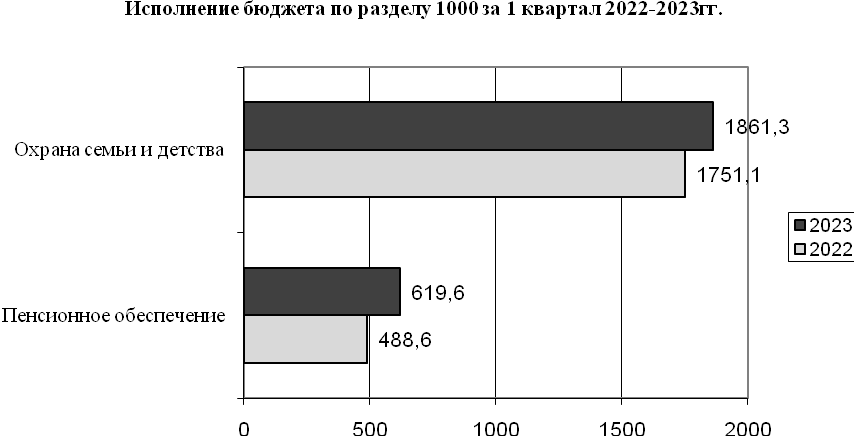 Исполнение бюджета по разделу 1000 за 1 квартал 2022-2023гг.
Охрана семьи и детства
1861,3
1751,1
2023
2022
Пенсионное обеспечение
619,6
488,6
0 500 1000 1500 2000